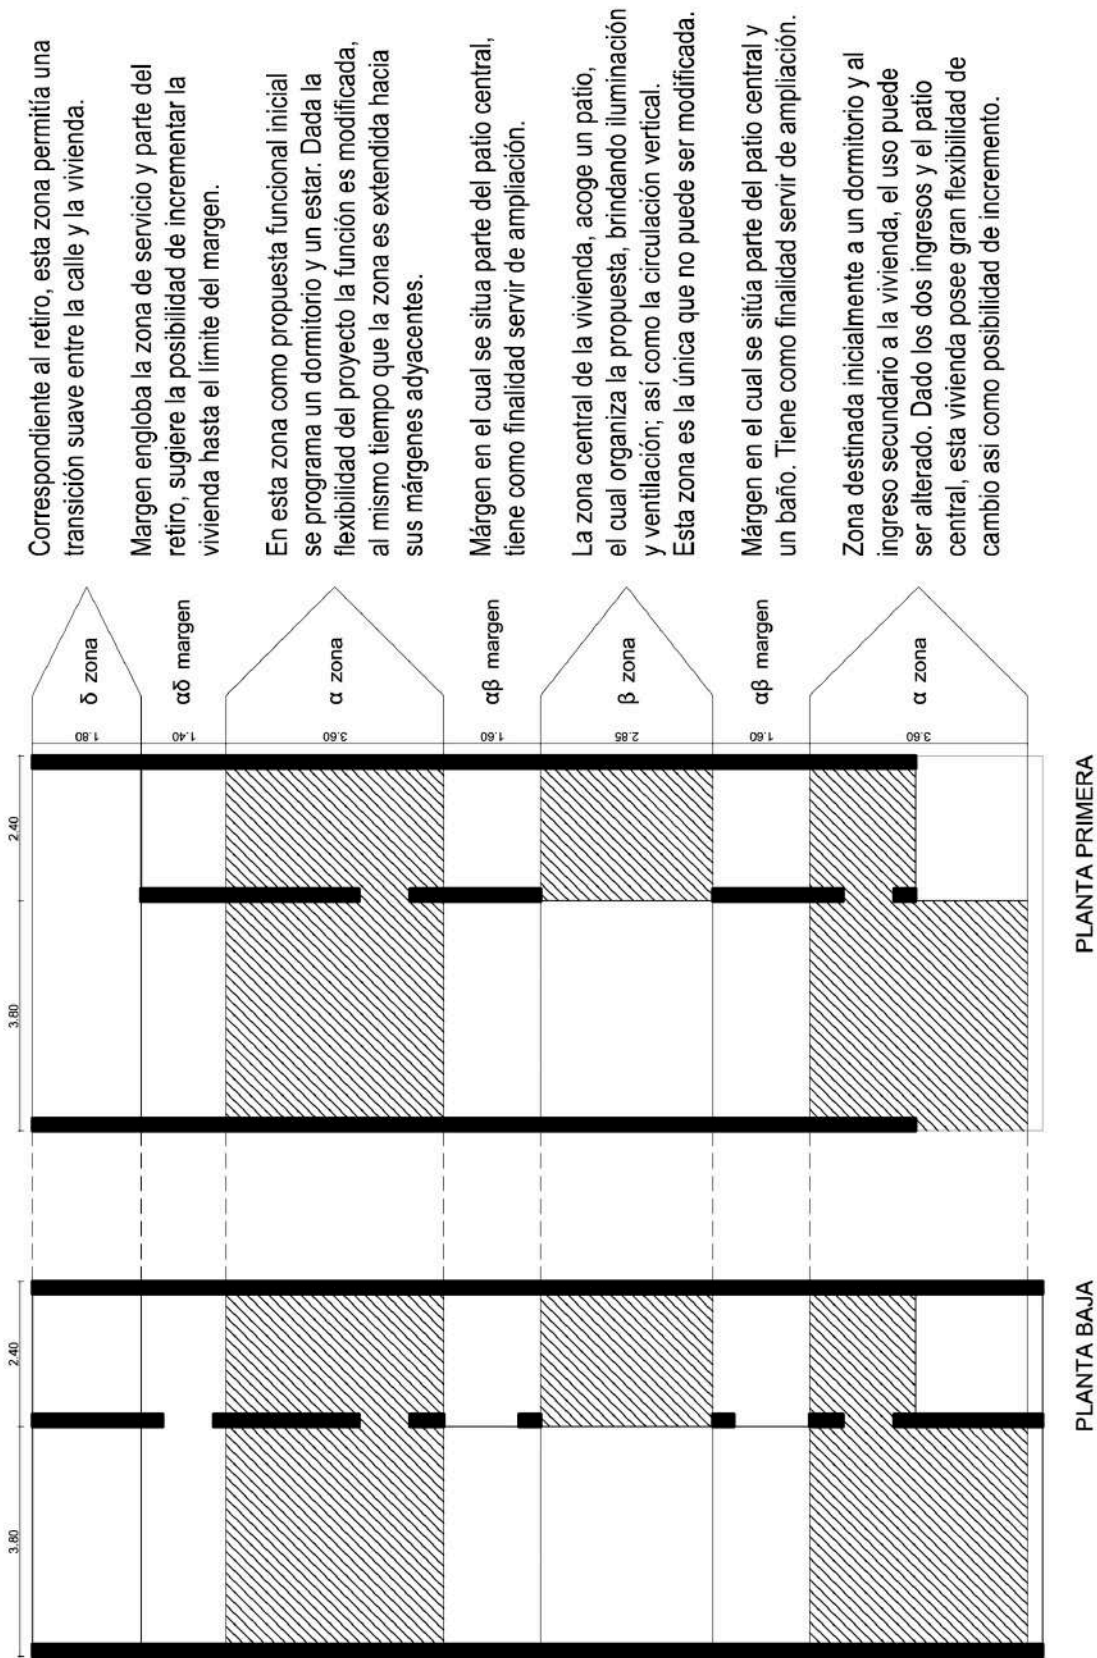 Correspondiente al retiro, esta zona permitía una
transición suave entre la calle y la vivienda.
Margen engloba la zona de servicio y parte del
retiro, sugiere la posibilidad de incrementar la
vivienda hasta el límite del margen.
En esta zona como propuesta funcional inicial
se programa un dormitorio y un estar. Dada la
flexibilidad del proyecto la función es modificada,
al mismo tiempo que la zona es extendida hacia
sus márgenes adyacentes.
Márgen en el cual se situa parte del patio central,
tiene como finalidad servir de ampliación.
La zona central de la vivienda, acoge un patio,
el cual organiza la propuesta, brindando iluminación
y ventilación; así como la circulación vertical.
Esta zona es la única que no puede ser modificada.
Márgen en el cual se sitúa parte del patio central y
un baño. Tiene como finalidad servir de ampliación.
Zona destinada inicialmente a un dormitorio y al
ingreso secundario a la vivienda, el uso puede
ser alterado. Dado los dos ingresos y el patio
central, esta vivienda posee gran flexibilidad de
cambio así como posibilidad de incremento.
δ zona
αδ margen
α zona
αβ margen
β zona
αβ margen
α zona
1.80
1.40
3.60
1.60
2.85
1.60
3.60
3.80
2.40
3.80
2.40
PLANTA BAJA
PLANTA PRIMERA